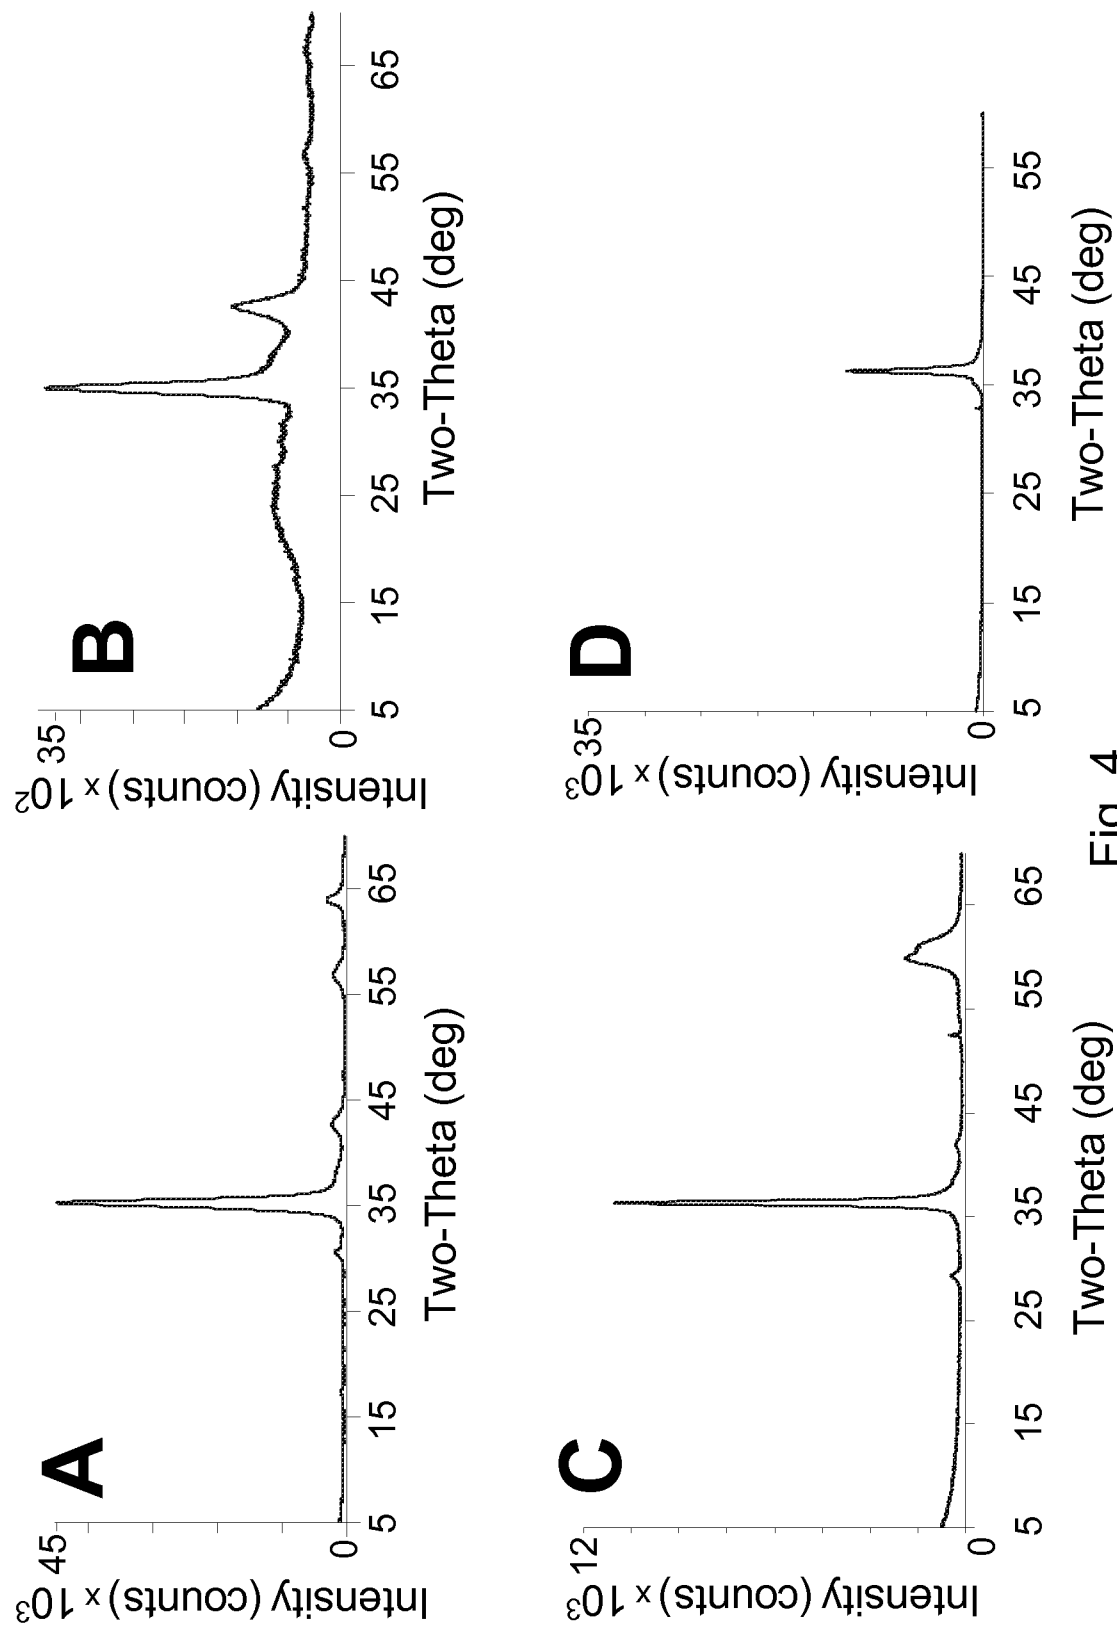 A
Intensity (counts) x 10³
45
0
5 15 25 35 45 55 65
Two-Theta (deg)
B
Intensity (counts) x 10²
35
0
5 15 25 35 45 55 65
Two-Theta (deg)
C
Intensity (counts) x 10³
12
0
5 15 25 35 45 55 65
Two-Theta (deg)
D
Intensity (counts) x 10³
35
0
5 15 25 35 45 55
Two-Theta (deg)
Fig. 4